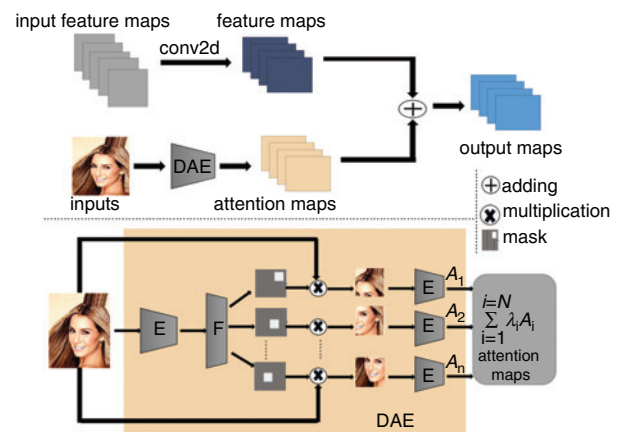 input feature maps
feature maps
conv2d
DAE
inputs
attention maps
output maps
adding
multiplication
mask
E
F
E
A1
E
A2
E
An
i=N
∑ λiAi
i=1
attention
maps
DAE